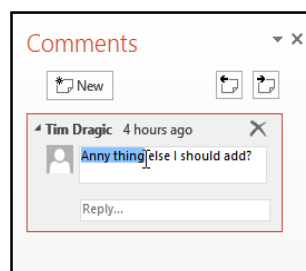 Comments
New
Tim Dragic 4 hours ago
Anny thing else I should add?
Reply...